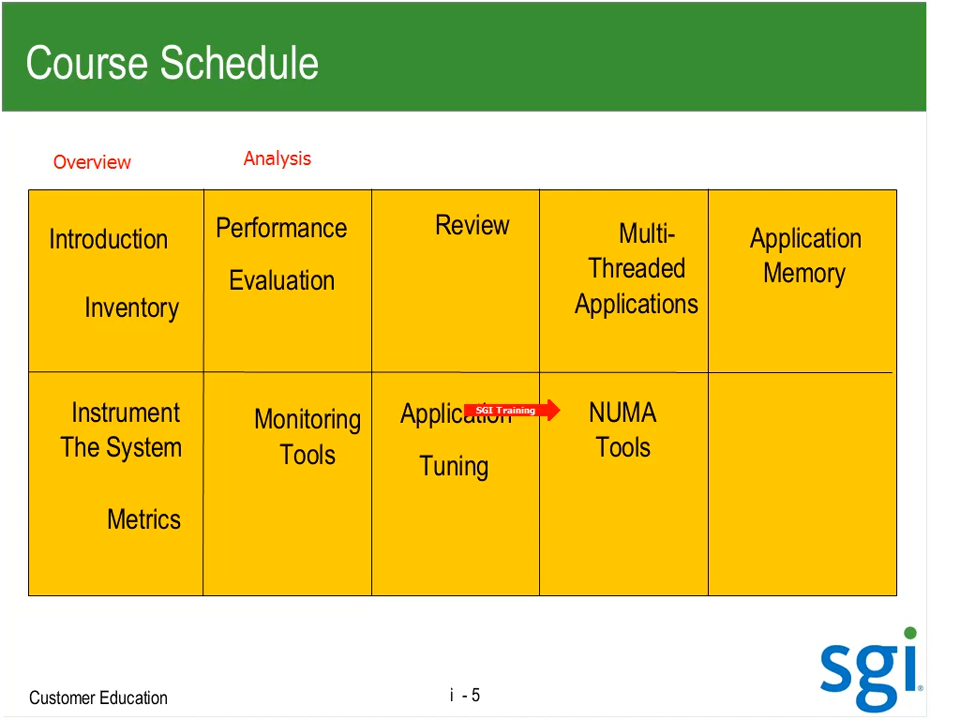 Course Schedule
Overview
Analysis
Introduction
Inventory
Performance
Evaluation
Review
Multi-
Threaded
Applications
Application
Memory
Instrument
The System
Metrics
Monitoring
Tools
Application
Tuning
SGI Training
NUMA
Tools
Customer Education
i - 5
sgi®